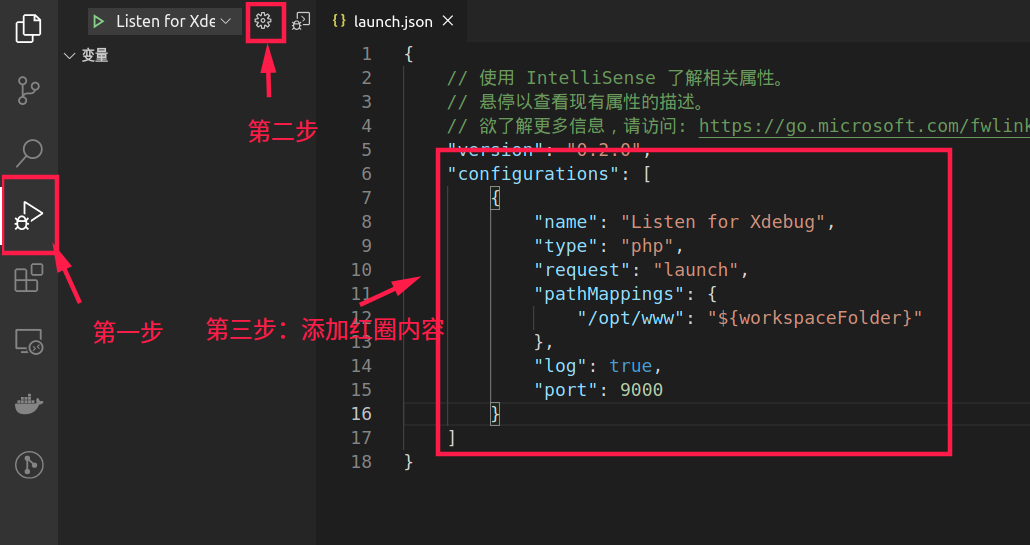 Listen for Xde
launch.json
变量
第一步
第二步
第三步：添加红圈内容
1 {
2 // 使用 IntelliSense 了解相关属性。
3 // 悬停以查看现有属性的描述。
4 // 欲了解更多信息，请访问: https://go.microsoft.com/fwlink
5 "version": "0.2.0",
6 "configurations": [
7 {
8 "name": "Listen for Xdebug",
9 "type": "php",
10 "request": "launch",
11 "pathMappings": {
12 "/opt/www": "${workspaceFolder}"
13 },
14 "log": true,
15 "port": 9000
16 }
17 ]
18 }